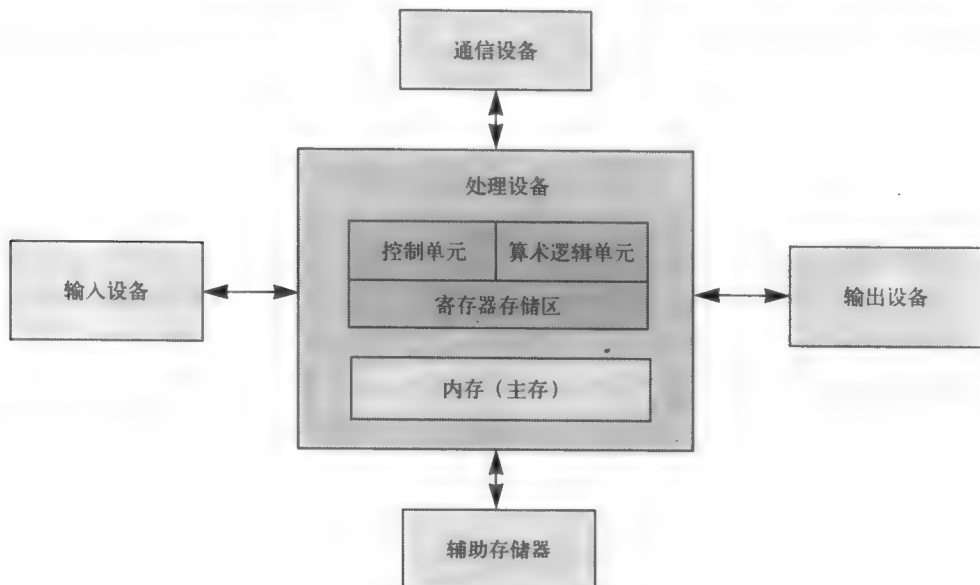 通信设备
处理设备
控制单元 算术逻辑单元
寄存器存储区
内存（主存）
输入设备
输出设备
辅助存储器